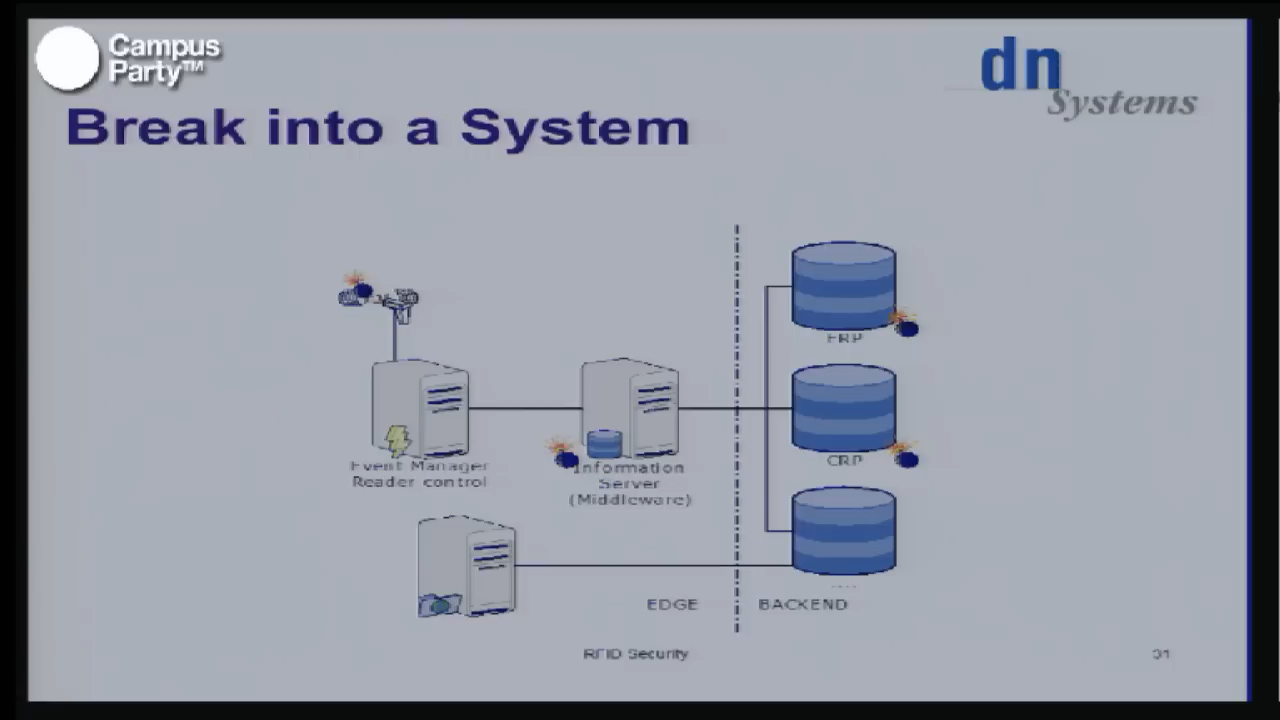 Campus
Party™
dn
Systems
Break into a System
ERP
CRP
Event Manager
Reader control
Information
Server
(Middleware)
....
EDGE
BACKEND
RFID Security
31